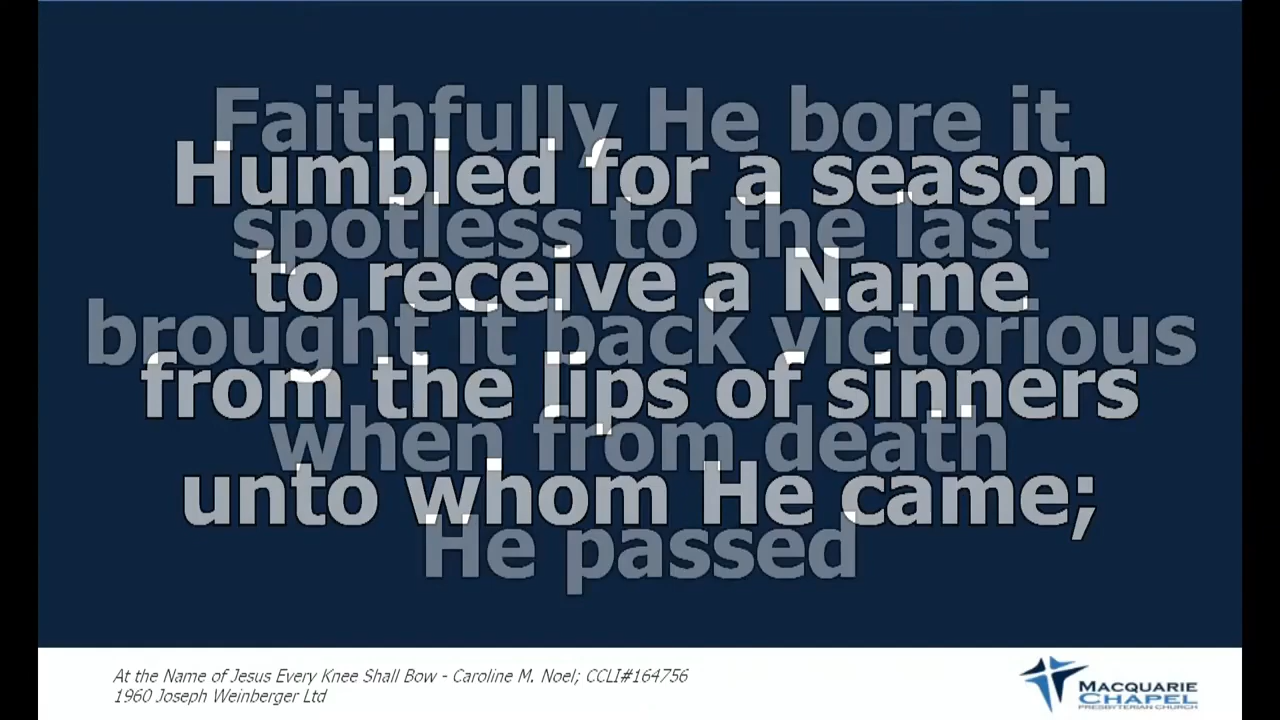 Humbled for a season
to receive a Name
from the lips of sinners
unto whom He came;
Faithfully He bore it
spotless to the last
brought it back victorious
when from death
He passed
At the Name of Jesus Every Knee Shall Bow - Caroline M. Noel; CCLI#164756
1960 Joseph Weinberger Ltd
MACQUARIE
CHAPEL
PRESBYTERIAN CHURCH